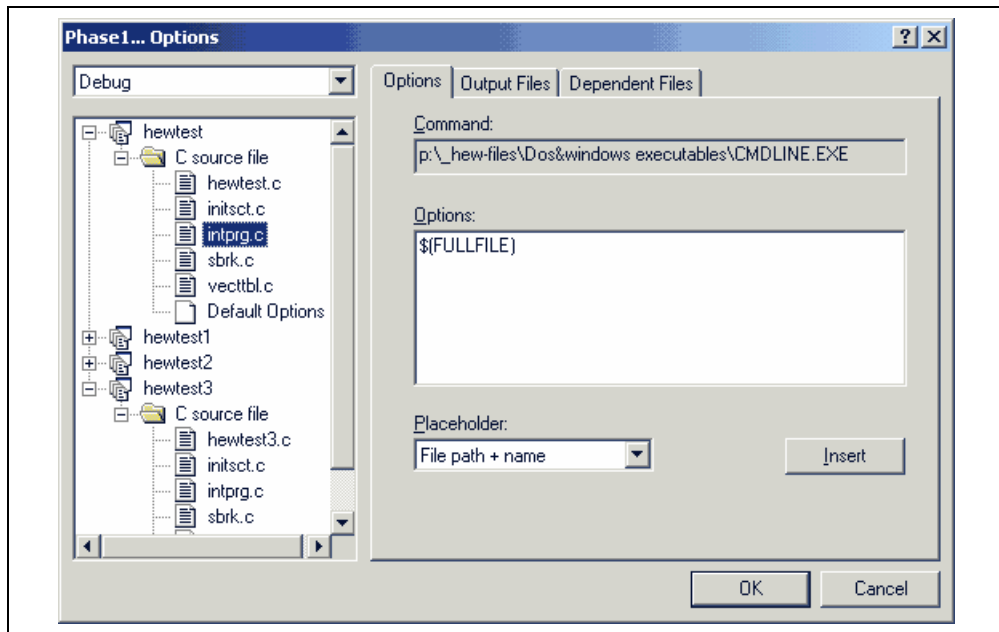 Phase1... Options
Debug
hewtest
C source file
hewtest.c
initsct.c
intprg.c
sbrk.c
vecttbl.c
Default Options
hewtest1
hewtest2
hewtest3
C source file
hewtest3.c
initsct.c
intprg.c
sbrk.c
Options
Output Files
Dependent Files
Command:
p:\_hew-files\Dos&windows executables\CMDLINE.EXE
Options:
$(FULLFILE)
Placeholder:
File path + name
Insert
OK
Cancel